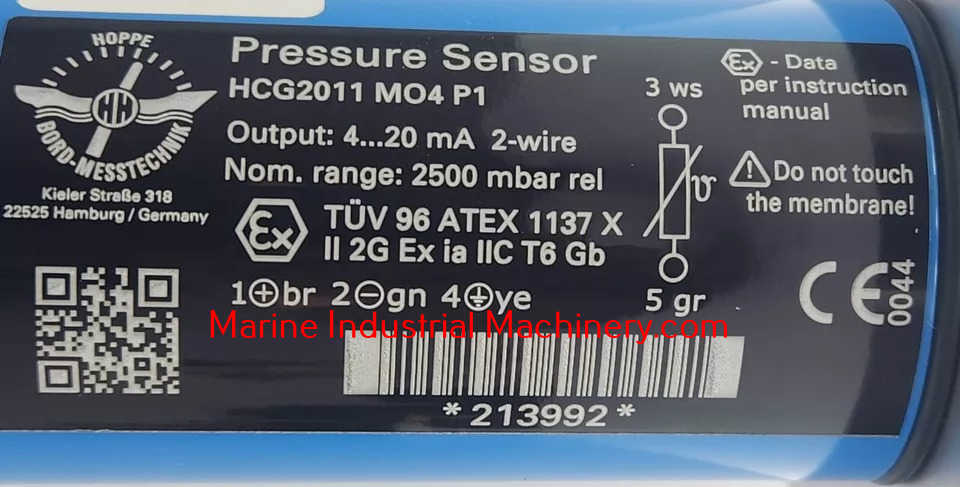 HOPPE
BORD-MESSTECHNIK
HH
Kieler Straße 318
22525 Hamburg / Germany
Pressure Sensor
HCG2011 MO4 P1
Output: 4...20 mA 2-wire
Nom. range: 2500 mbar rel
Ex TÜV 96 ATEX 1137 X
II 2G Ex ia IIC T6 Gb
1⊕br 2⊖gn 4⏚ye
3 ws
ϑ
5 gr
Ex - Data
per instruction
manual
⚠ Do not touch
the membrane!
CE 0044
Marine Industrial Machinery.com
*213992*